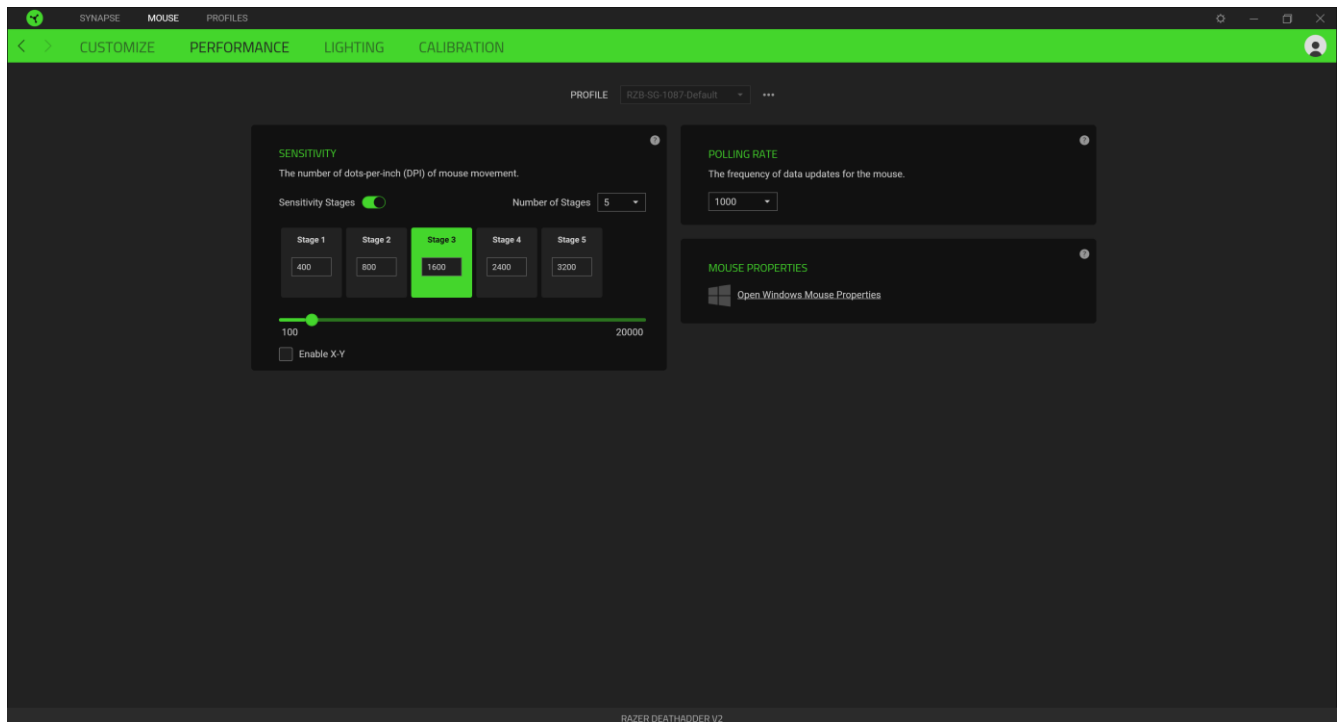 SYNAPSE MOUSE PROFILES
CUSTOMIZE PERFORMANCE LIGHTING CALIBRATION
PROFILE RZB-SG-1087-Default
SENSITIVITY
The number of dots-per-inch (DPI) of mouse movement.
Sensitivity Stages Number of Stages 5
Stage 1 Stage 2 Stage 3 Stage 4 Stage 5
400 800 1600 2400 3200
100 20000
Enable X-Y
POLLING RATE
The frequency of data updates for the mouse.
1000
MOUSE PROPERTIES
Open Windows Mouse Properties
RAZER DEATHADDER V2